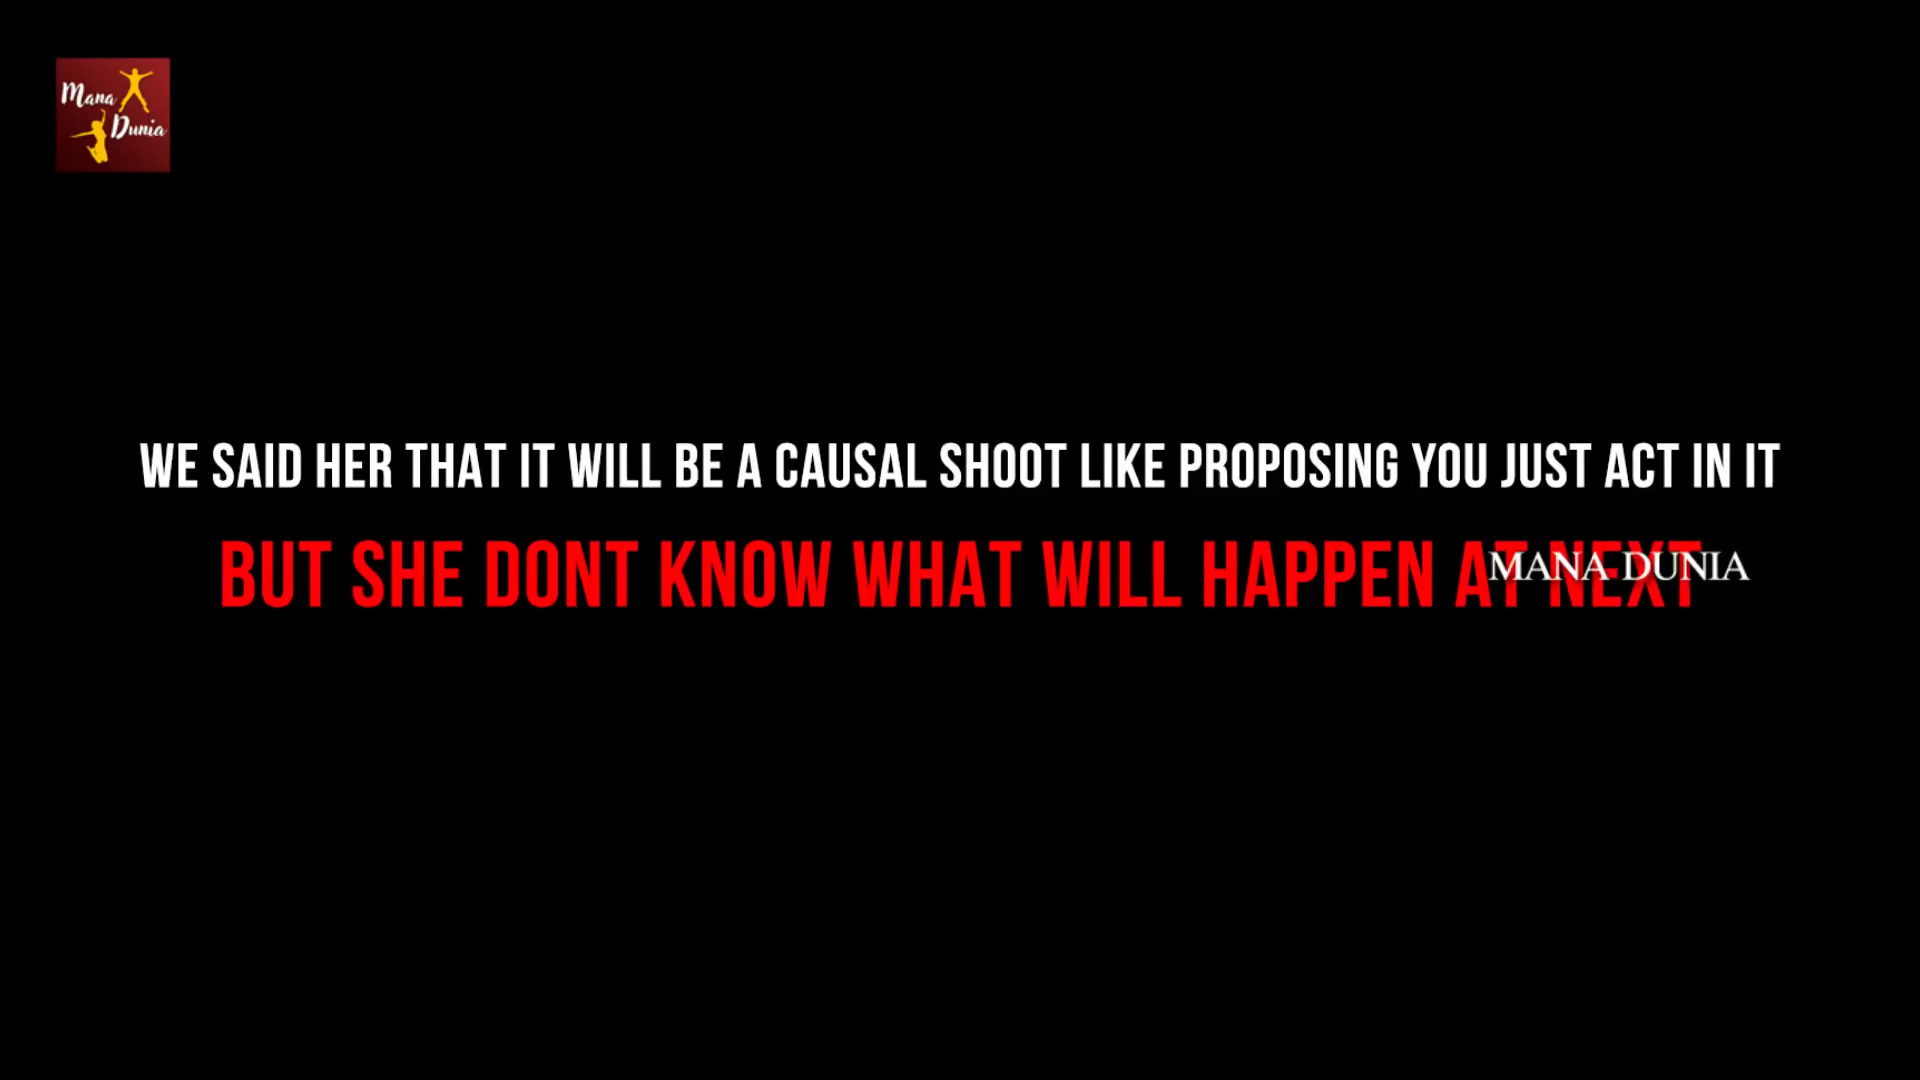 Mana
Dunia
WE SAID HER THAT IT WILL BE A CAUSAL SHOOT LIKE PROPOSING YOU JUST ACT IN IT
BUT SHE DONT KNOW WHAT WILL HAPPEN AT NEXT
MANA DUNIA